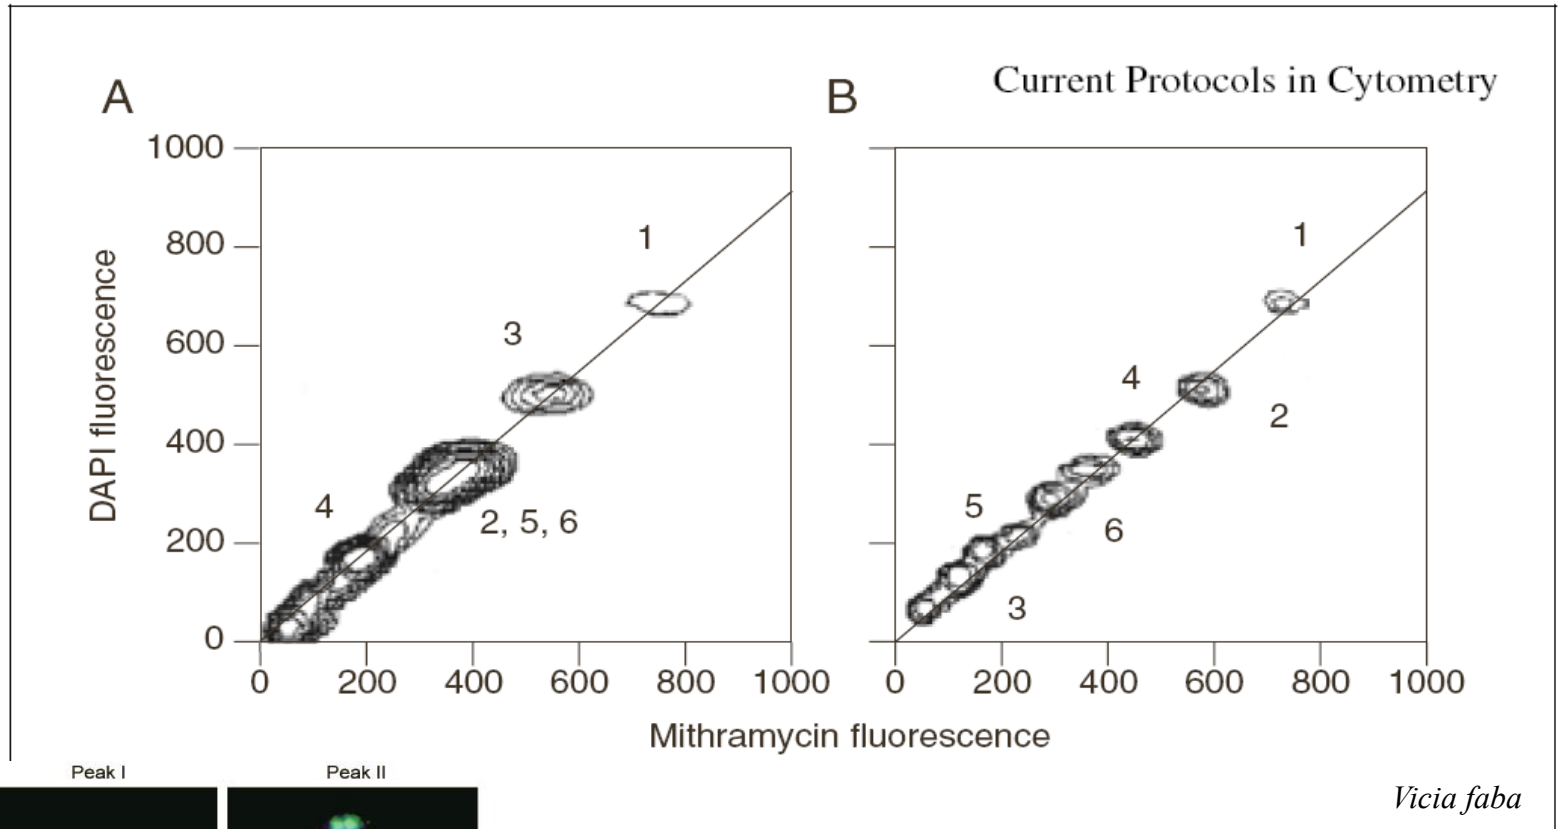 Current Protocols in Cytometry
A
B
1000
800
600
400
200
0
DAPI fluorescence
1
3
4
2, 5, 6
1
4
2
5
6
3
0 200 400 600 800 1000
0 200 400 600 800 1000
Mithramycin fluorescence
Peak I
Peak II
Vicia faba